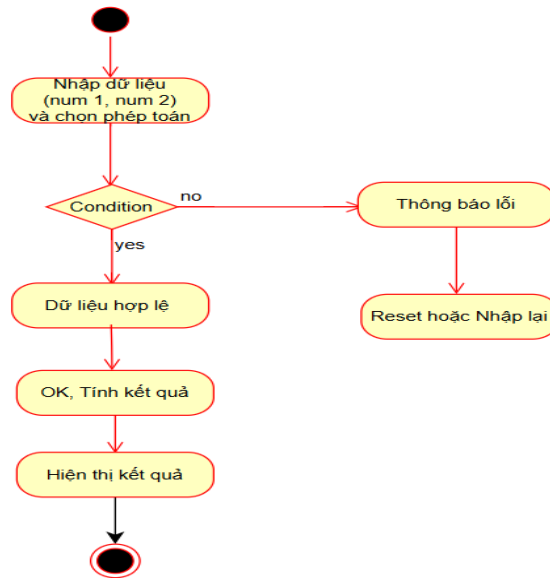 Nhập dữ liệu
(num 1, num 2)
và chọn phép toán
Condition
no
Thông báo lỗi
yes
Dữ liệu hợp lệ
Reset hoặc Nhập lại
OK, Tính kết quả
Hiện thị kết quả